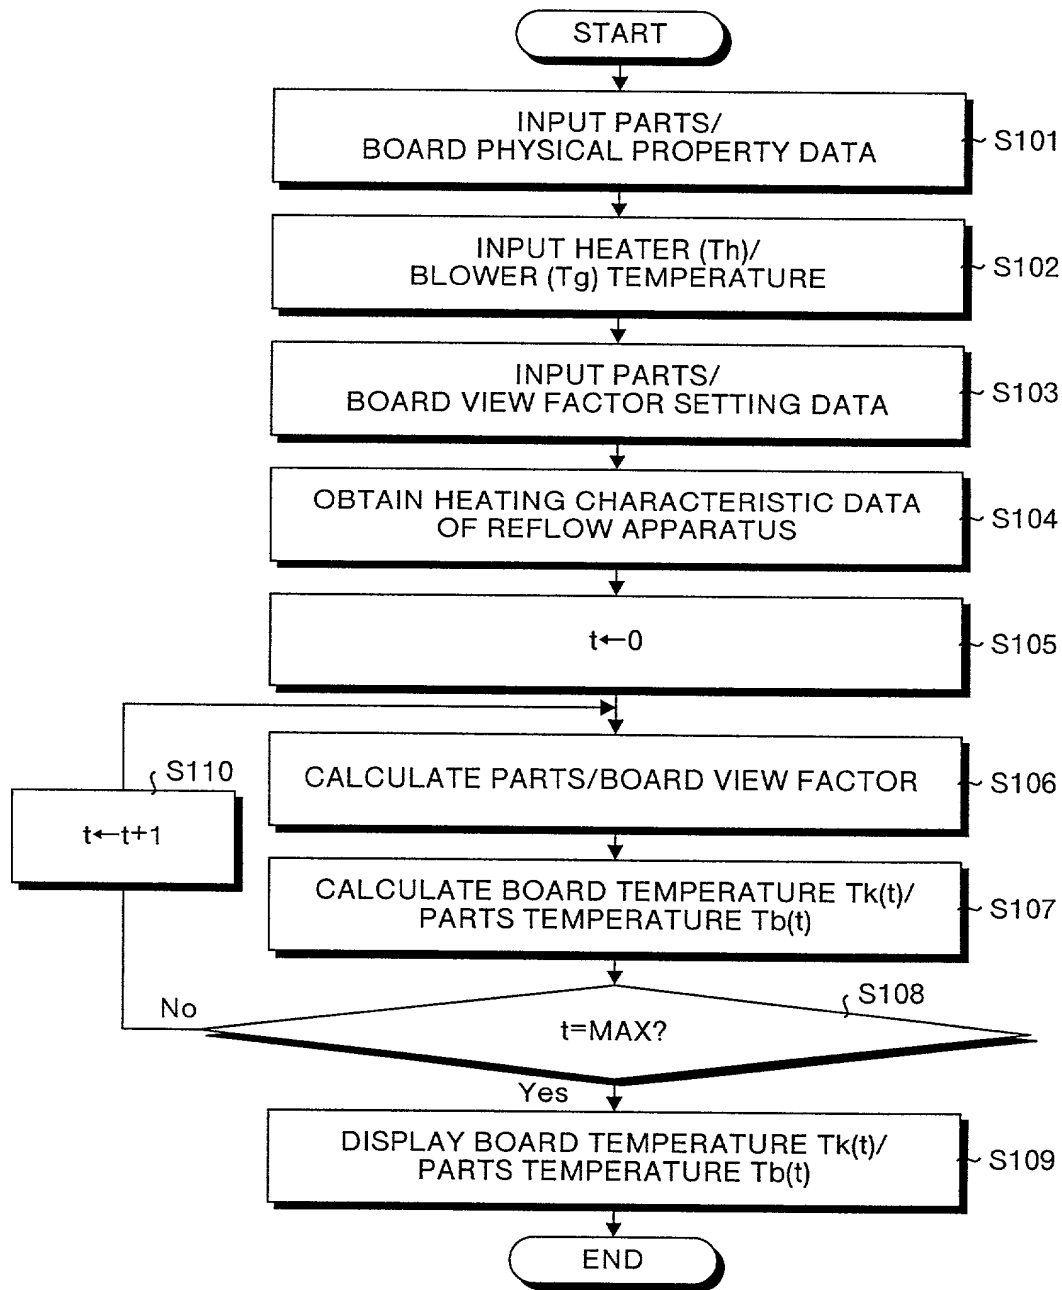 START
INPUT PARTS/
BOARD PHYSICAL PROPERTY DATA
S101
INPUT HEATER (Th)/
BLOWER (Tg) TEMPERATURE
S102
INPUT PARTS/
BOARD VIEW FACTOR SETTING DATA
S103
OBTAIN HEATING CHARACTERISTIC DATA
OF REFLOW APPARATUS
S104
t←0
S105
S110
t←t+1
CALCULATE PARTS/BOARD VIEW FACTOR
S106
CALCULATE BOARD TEMPERATURE Tk(t)/
PARTS TEMPERATURE Tb(t)
S107
S108
No
t=MAX?
Yes
DISPLAY BOARD TEMPERATURE Tk(t)/
PARTS TEMPERATURE Tb(t)
S109
END